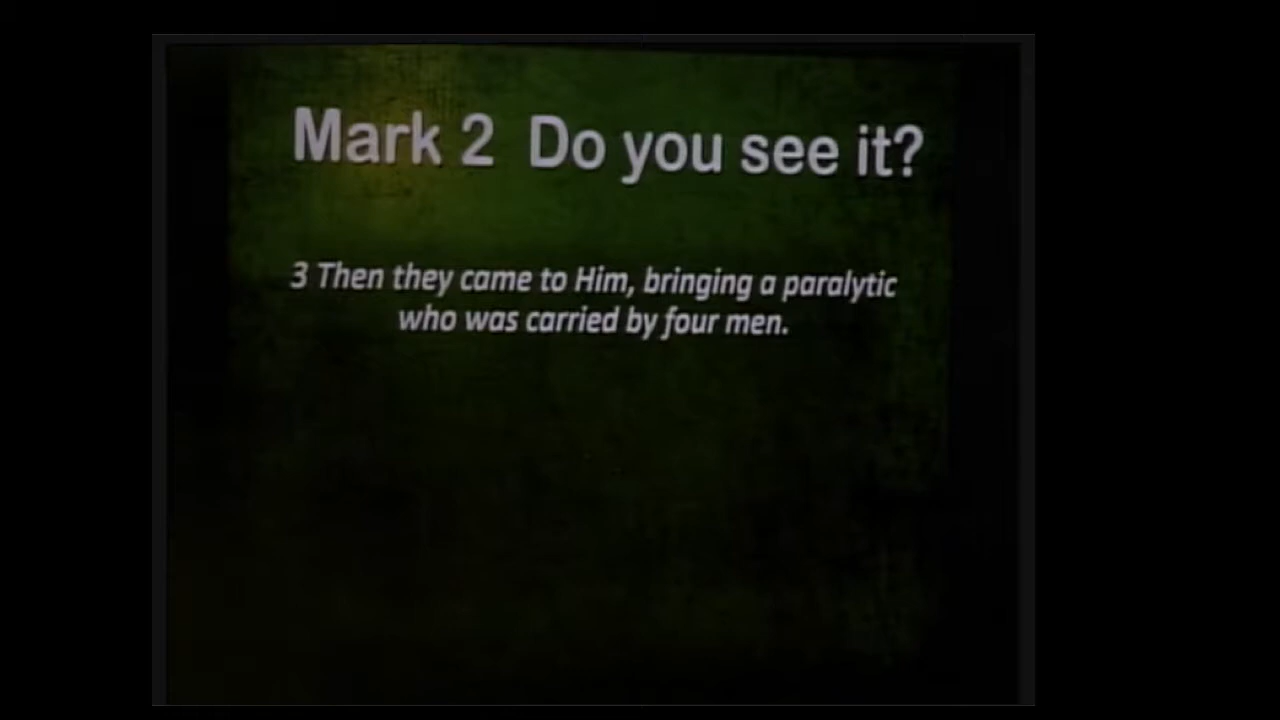 Mark 2 Do you see it?
3 Then they came to Him, bringing a paralytic
who was carried by four men.